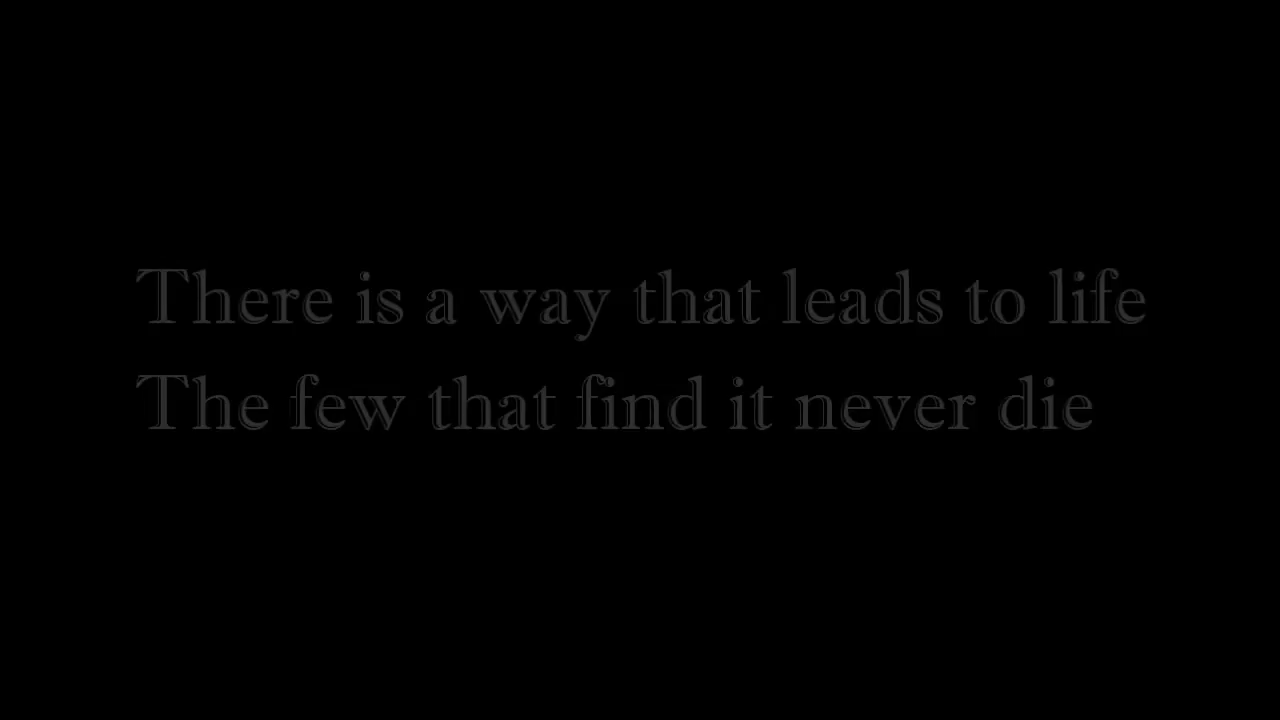 There is a way that leads to life
The few that find it never die